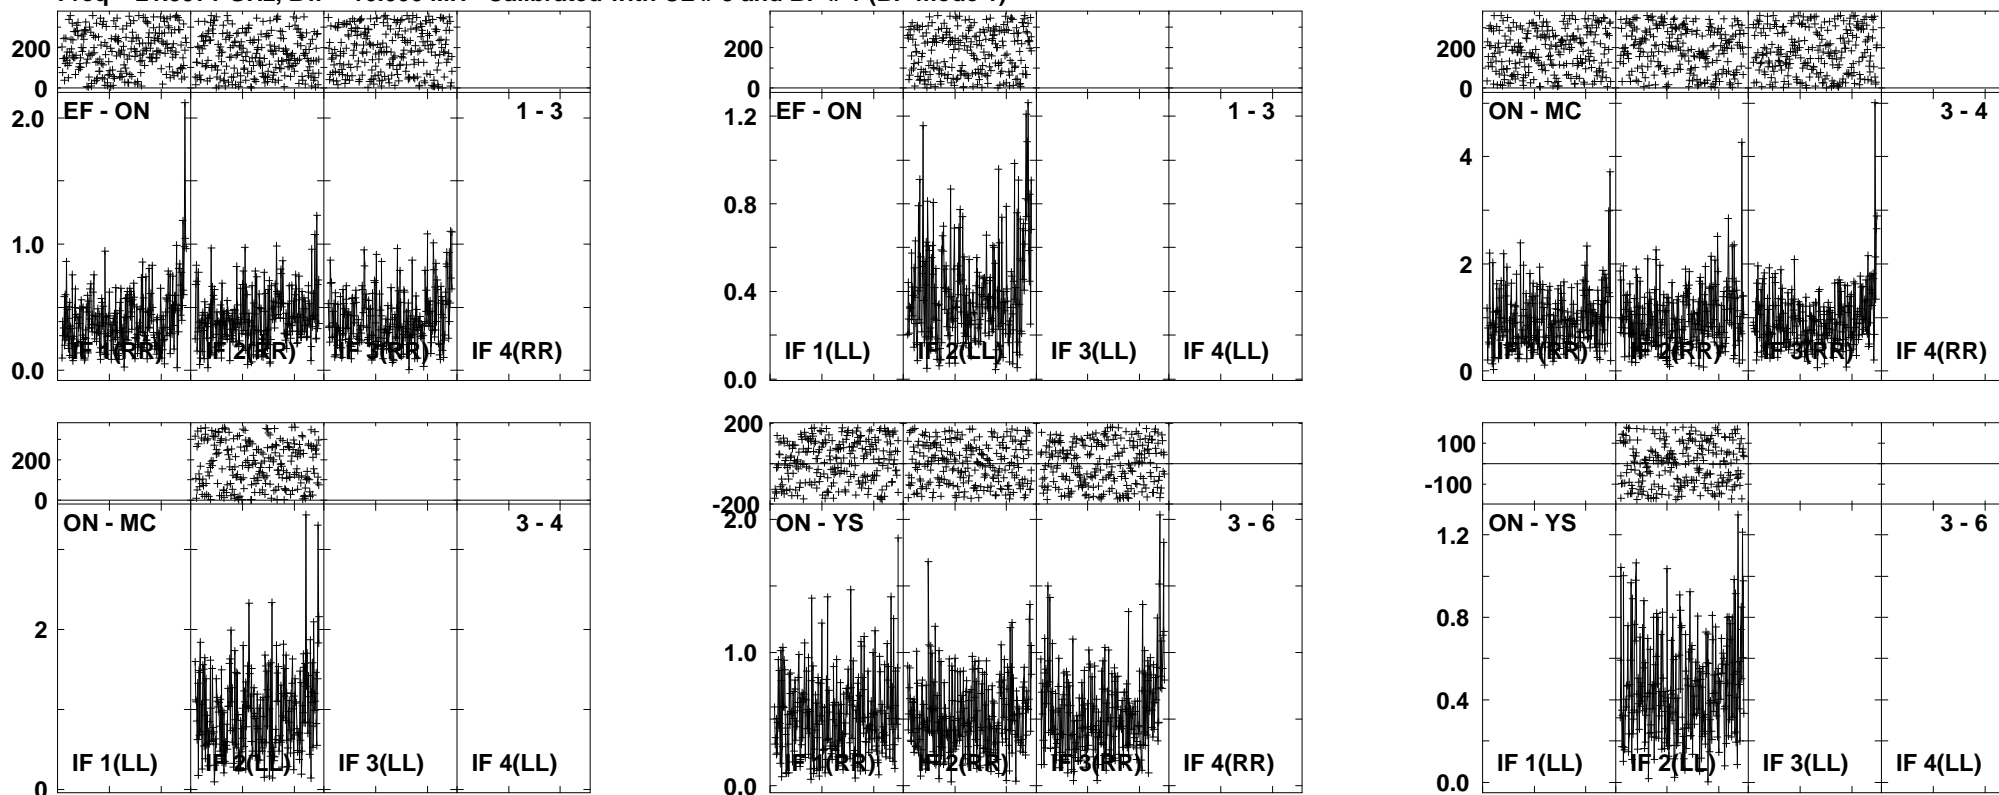 200
0
EF - ON
1 - 3
2.0
1.0
0.0
IF 1(RR)
IF 2(RR)
IF 3(RR)
IF 4(RR)
200
0
EF - ON
1 - 3
1.2
0.8
0.4
0.0
IF 1(LL)
IF 2(LL)
IF 3(LL)
IF 4(LL)
200
0
ON - MC
3 - 4
4
2
0
IF 1(RR)
IF 2(RR)
IF 3(RR)
IF 4(RR)
200
0
ON - MC
3 - 4
2
0
IF 1(LL)
IF 2(LL)
IF 3(LL)
IF 4(LL)
200
-200
ON - YS
3 - 6
2.0
1.0
0.0
IF 1(RR)
IF 2(RR)
IF 3(RR)
IF 4(RR)
100
-100
ON - YS
3 - 6
1.2
0.8
0.4
0.0
IF 1(LL)
IF 2(LL)
IF 3(LL)
IF 4(LL)